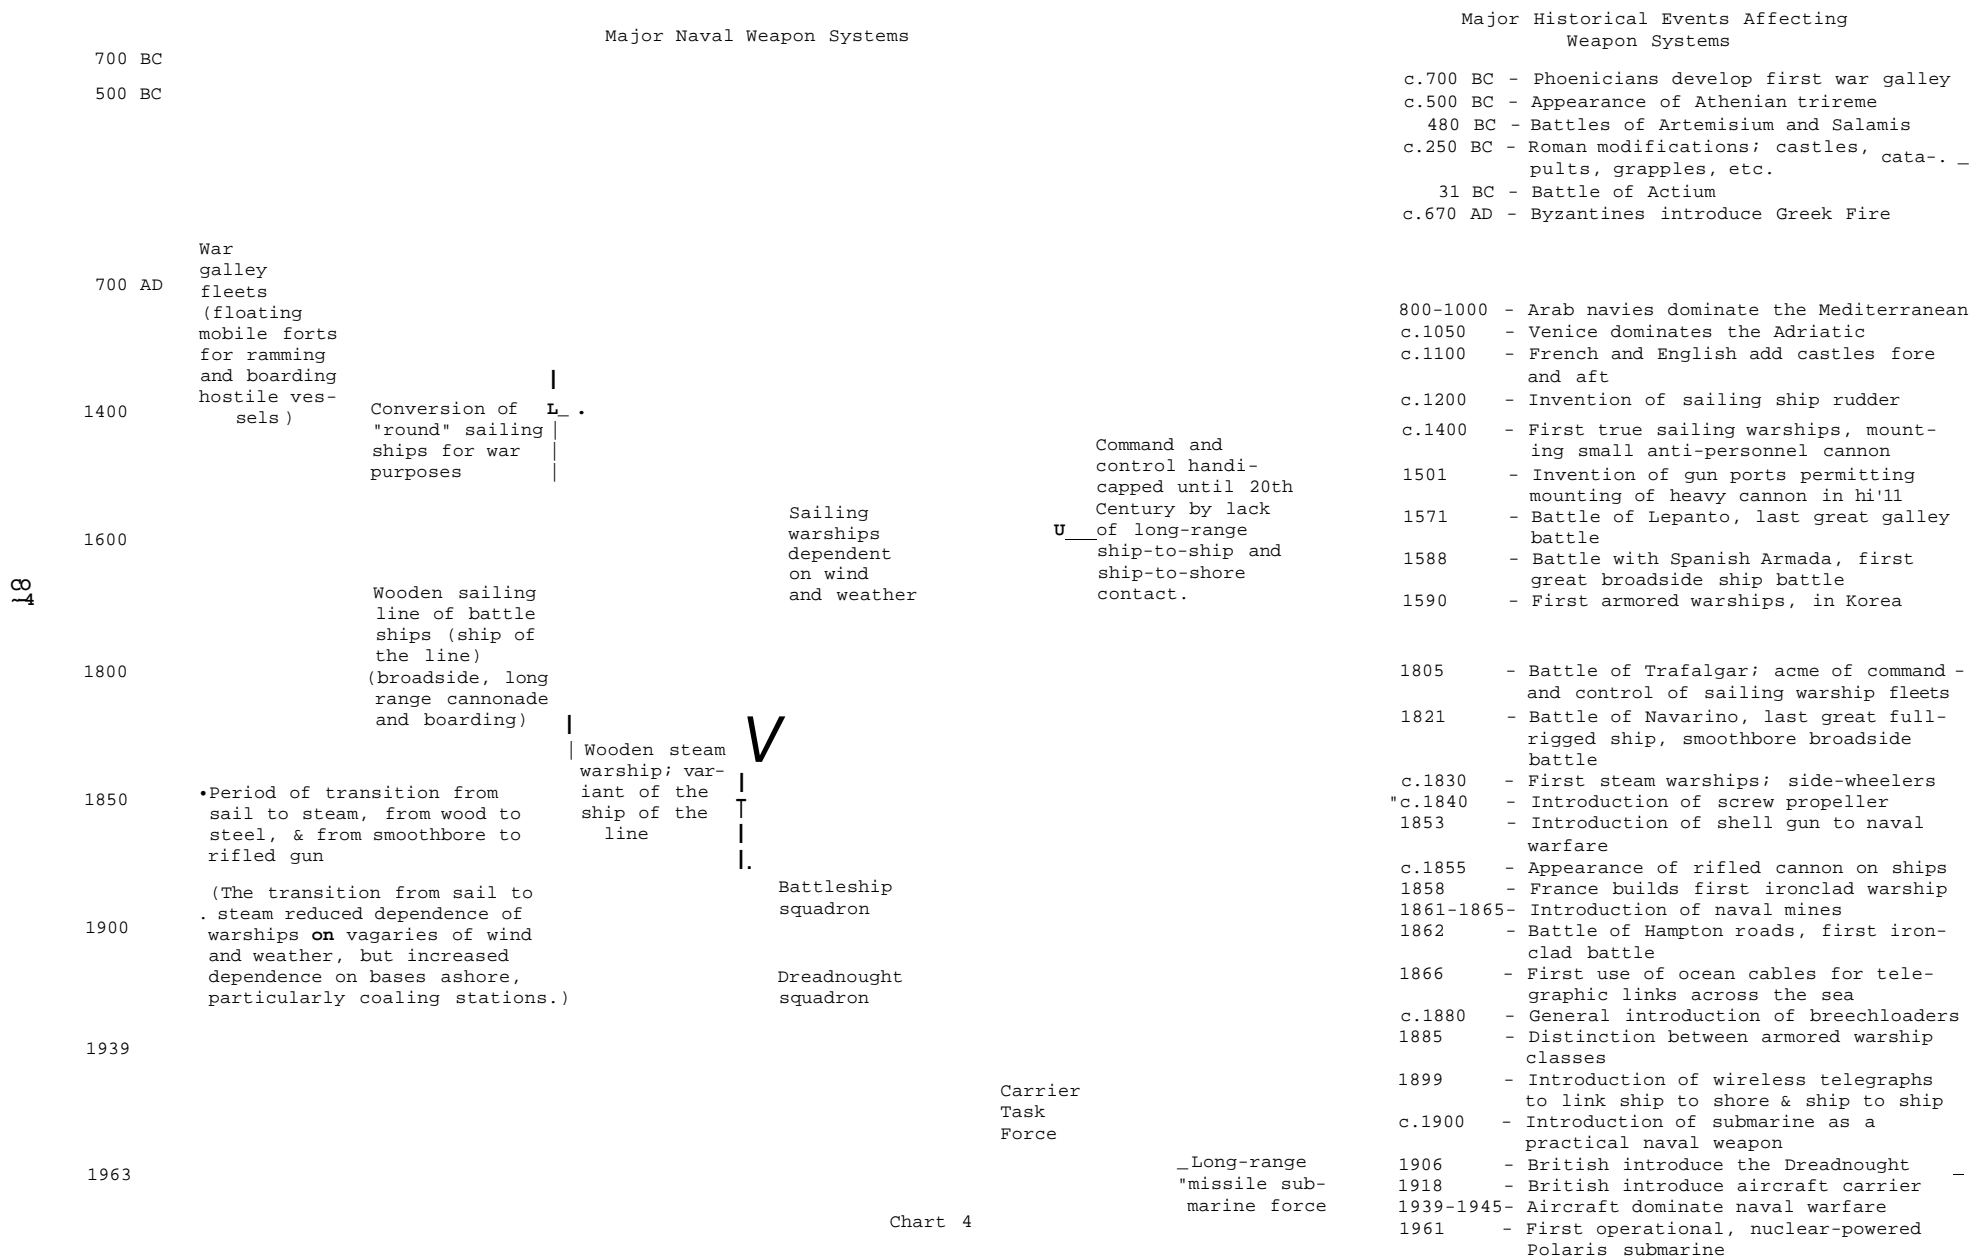 Major Naval Weapon Systems
700 BC
500 BC
700 AD
1400
1600
1800
1850
1900
1939
1963
War
galley
fleets
(floating
mobile forts
for ramming
and boarding
hostile ves-
sels)
Conversion of
"round" sailing
ships for war
purposes
Wooden sailing
line of battle
ships (ship of
the line)
(broadside, long
range cannonade
and boarding)
Wooden steam
warship; var-
iant of the
ship of the
line
V
•Period of transition from
sail to steam, from wood to
steel, & from smoothbore to
rifled gun
(The transition from sail to
. steam reduced dependence of
warships on vagaries of wind
and weather, but increased
dependence on bases ashore,
particularly coaling stations.)
Sailing
warships
dependent
on wind
and weather
Battleship
squadron
Dreadnought
squadron
Command and
control handi-
capped until 20th
Century by lack
U___of long-range
ship-to-ship and
ship-to-shore
contact.
Carrier
Task
Force
_Long-range
"missile sub-
marine force
Major Historical Events Affecting
Weapon Systems
c.700 BC - Phoenicians develop first war galley
c.500 BC - Appearance of Athenian trireme
480 BC - Battles of Artemisium and Salamis
c.250 BC - Roman modifications; castles, cata-. _
pults, grapples, etc.
31 BC - Battle of Actium
c.670 AD - Byzantines introduce Greek Fire
800-1000 - Arab navies dominate the Mediterranean
c.1050 - Venice dominates the Adriatic
c.1100 - French and English add castles fore
and aft
c.1200 - Invention of sailing ship rudder
c.1400 - First true sailing warships, mount-
ing small anti-personnel cannon
1501 - Invention of gun ports permitting
mounting of heavy cannon in hi'll
1571 - Battle of Lepanto, last great galley
battle
1588 - Battle with Spanish Armada, first
great broadside ship battle
1590 - First armored warships, in Korea
1805 - Battle of Trafalgar; acme of command -
and control of sailing warship fleets
1821 - Battle of Navarino, last great full-
rigged ship, smoothbore broadside
battle
c.1830 - First steam warships; side-wheelers
"c.1840 - Introduction of screw propeller
1853 - Introduction of shell gun to naval
warfare
c.1855 - Appearance of rifled cannon on ships
1858 - France builds first ironclad warship
1861-1865- Introduction of naval mines
1862 - Battle of Hampton roads, first iron-
clad battle
1866 - First use of ocean cables for tele-
graphic links across the sea
c.1880 - General introduction of breechloaders
1885 - Distinction between armored warship
classes
1899 - Introduction of wireless telegraphs
to link ship to shore & ship to ship
c.1900 - Introduction of submarine as a
practical naval weapon
1906 - British introduce the Dreadnought _
1918 - British introduce aircraft carrier
1939-1945- Aircraft dominate naval warfare
1961 - First operational, nuclear-powered
Polaris submarine
Chart 4